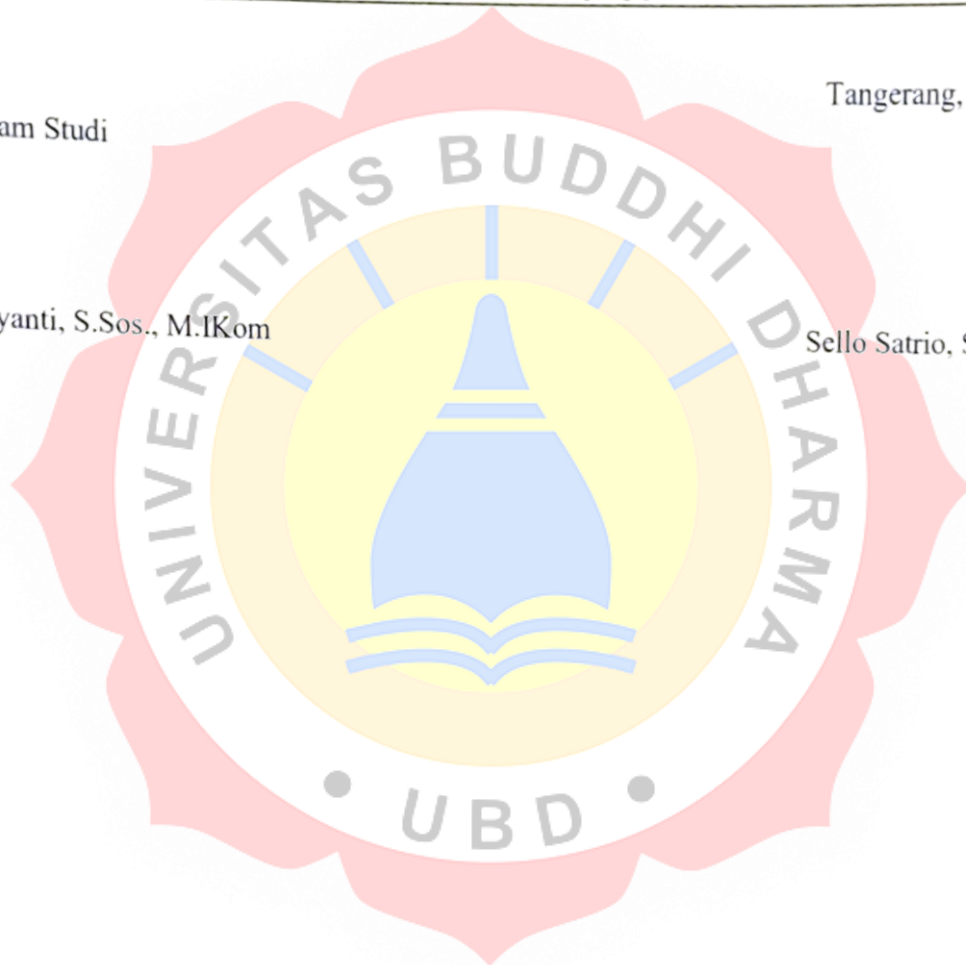 Tangerang,
am Studi
yanti, S.Sos., M.IKom
Sello Satrio, S
UNIVERSITAS BUDDHI DHARMA
• UBD •